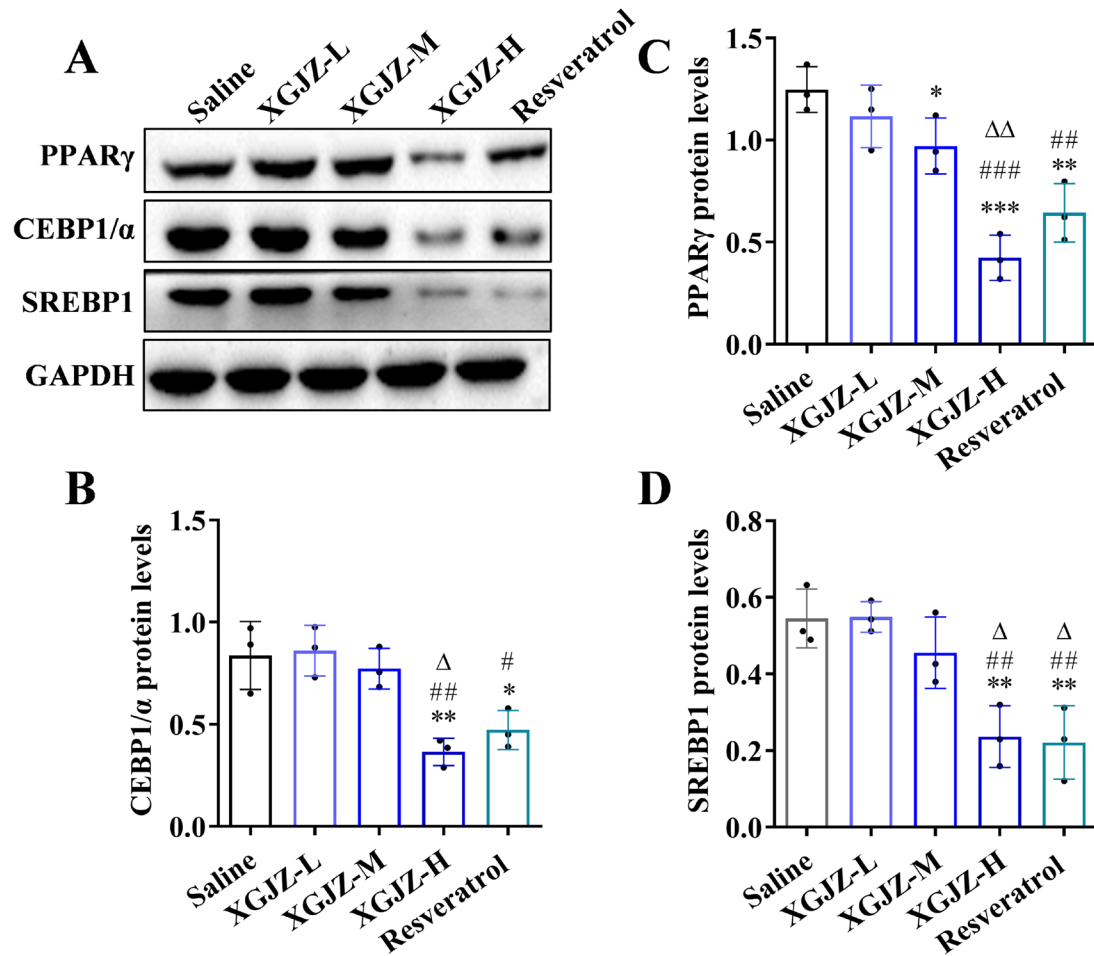 A
Saline
XGJZ-L
XGJZ-M
XGJZ-H
Resveratrol
PPARγ
CEBP1/α
SREBP1
GAPDH
C
PPARγ protein levels
1.5
1.0
0.5
0.0
*
ΔΔ
###
***
##
**
Saline
XGJZ-L
XGJZ-M
XGJZ-H
Resveratrol
B
CEBP1/α protein levels
1.5
1.0
0.5
0.0
Δ
##
**
#
*
Saline
XGJZ-L
XGJZ-M
XGJZ-H
Resveratrol
D
SREBP1 protein levels
0.8
0.6
0.4
0.2
0.0
Δ
##
**
Δ
##
**
Saline
XGJZ-L
XGJZ-M
XGJZ-H
Resveratrol